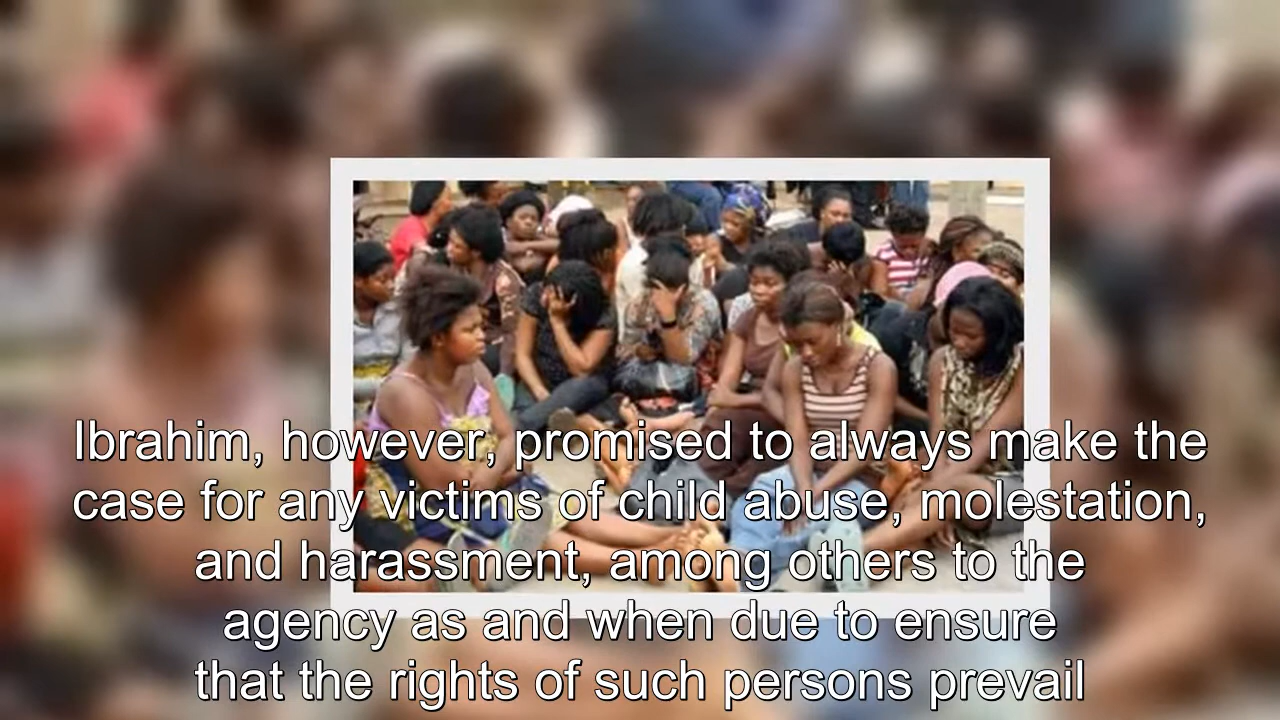 Ibrahim, however, promised to always make the
case for any victims of child abuse, molestation,
and harassment, among others to the
agency as and when due to ensure
that the rights of such persons prevail